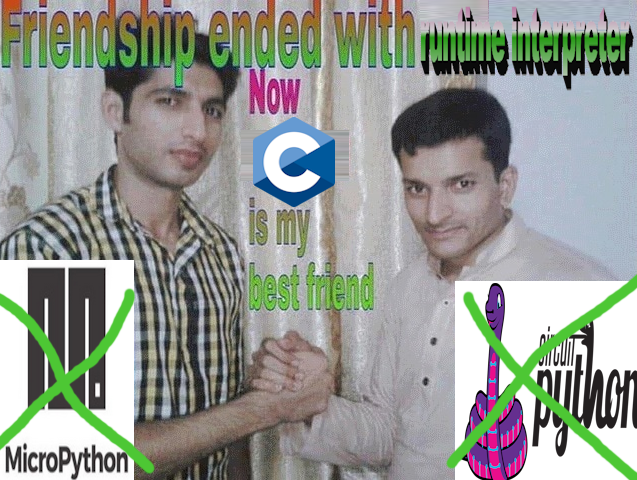 Friendship ended with runtime interpreter
Now
C
is my
best friend
MicroPython
circuit
python